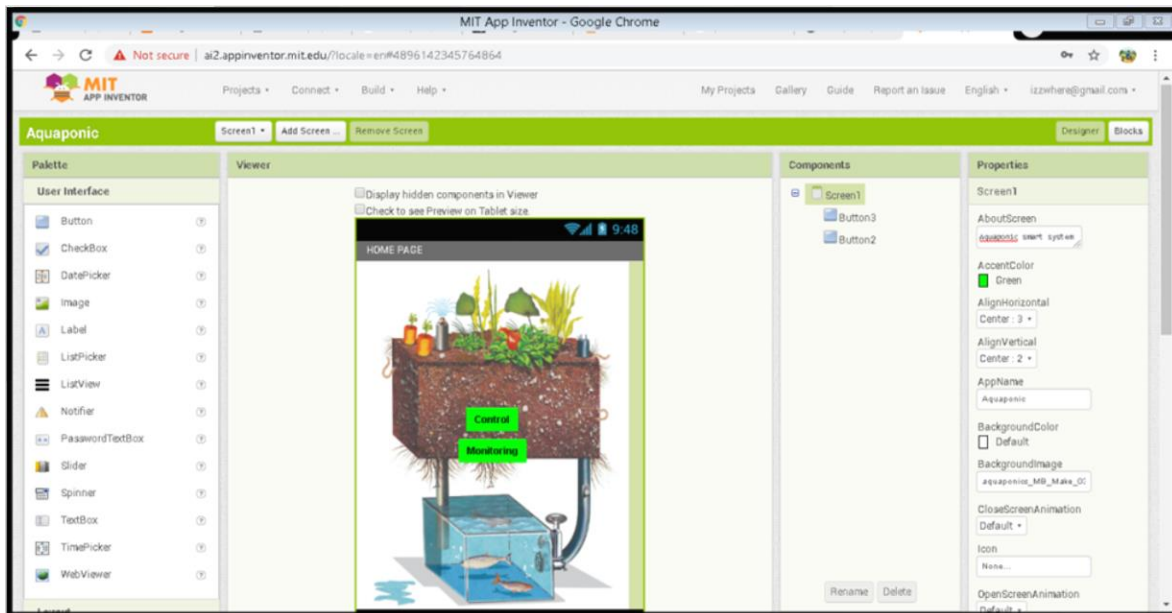 MIT App Inventor - Google Chrome
Not secure | ai2.appinventor.mit.edu//locale=en#4896142345764864
MIT
APP INVENTOR
Projects Connect Build Help My Projects Gallery Guide Report an Issue English izzwhere@gmail.com
Aquaponic Screen1 Add Screen ... Remove Screen Designer Blocks
Palette Viewer Components Properties
User Interface
Button
CheckBox
DatePicker
Image
Label
ListPicker
ListView
Notifier
PasswordTextBox
Slider
Spinner
TextBox
TimePicker
WebViewer
Display hidden components in Viewer
Check to see Preview on Tablet size.
9:48
HOME PAGE
Control
Monitoring
Screen1
Button3
Button2
Rename Delete
Screen1
AboutScreen
Aquaponic smart system
AccentColor
Green
AlignHorizontal
Center : 3
AlignVertical
Center : 2
AppName
Aquaponic
BackgroundColor
Default
BackgroundImage
CloseScreenAnimation
Default
Icon
None...
OpenScreenAnimation
Default